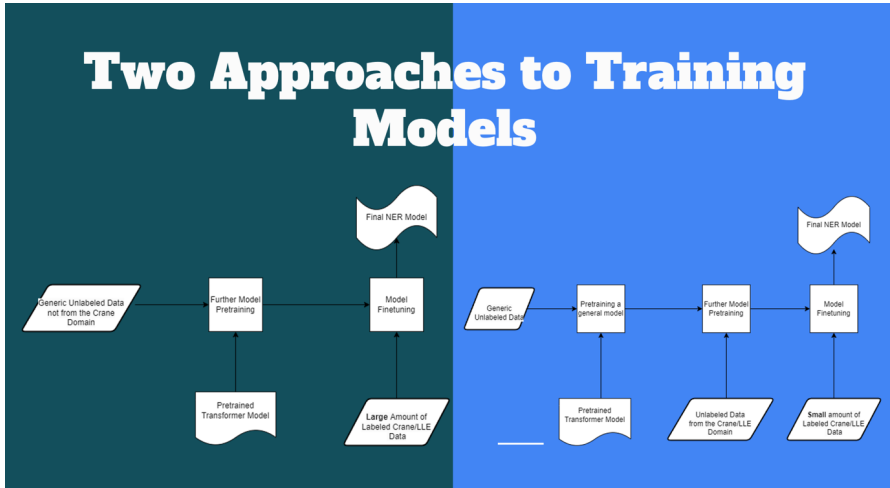 Two Approaches to Training
Models
Final NER Model
Generic Unlabeled Data
not from the Crane
Domain
Further Model
Pretraining
Model
Finetuning
Pretrained
Transformer Model
Large Amount of
Labeled Crane/LLE
Data
Final NER
Model
Generic
Unlabeled Data
Pretraining a
general model
Further Model
Pretraining
Model
Finetuning
Pretrained
Transformer Model
Unlabeled Data
from the Crane/LLE
Domain
Small amount of
Labeled Crane/LLE
Data